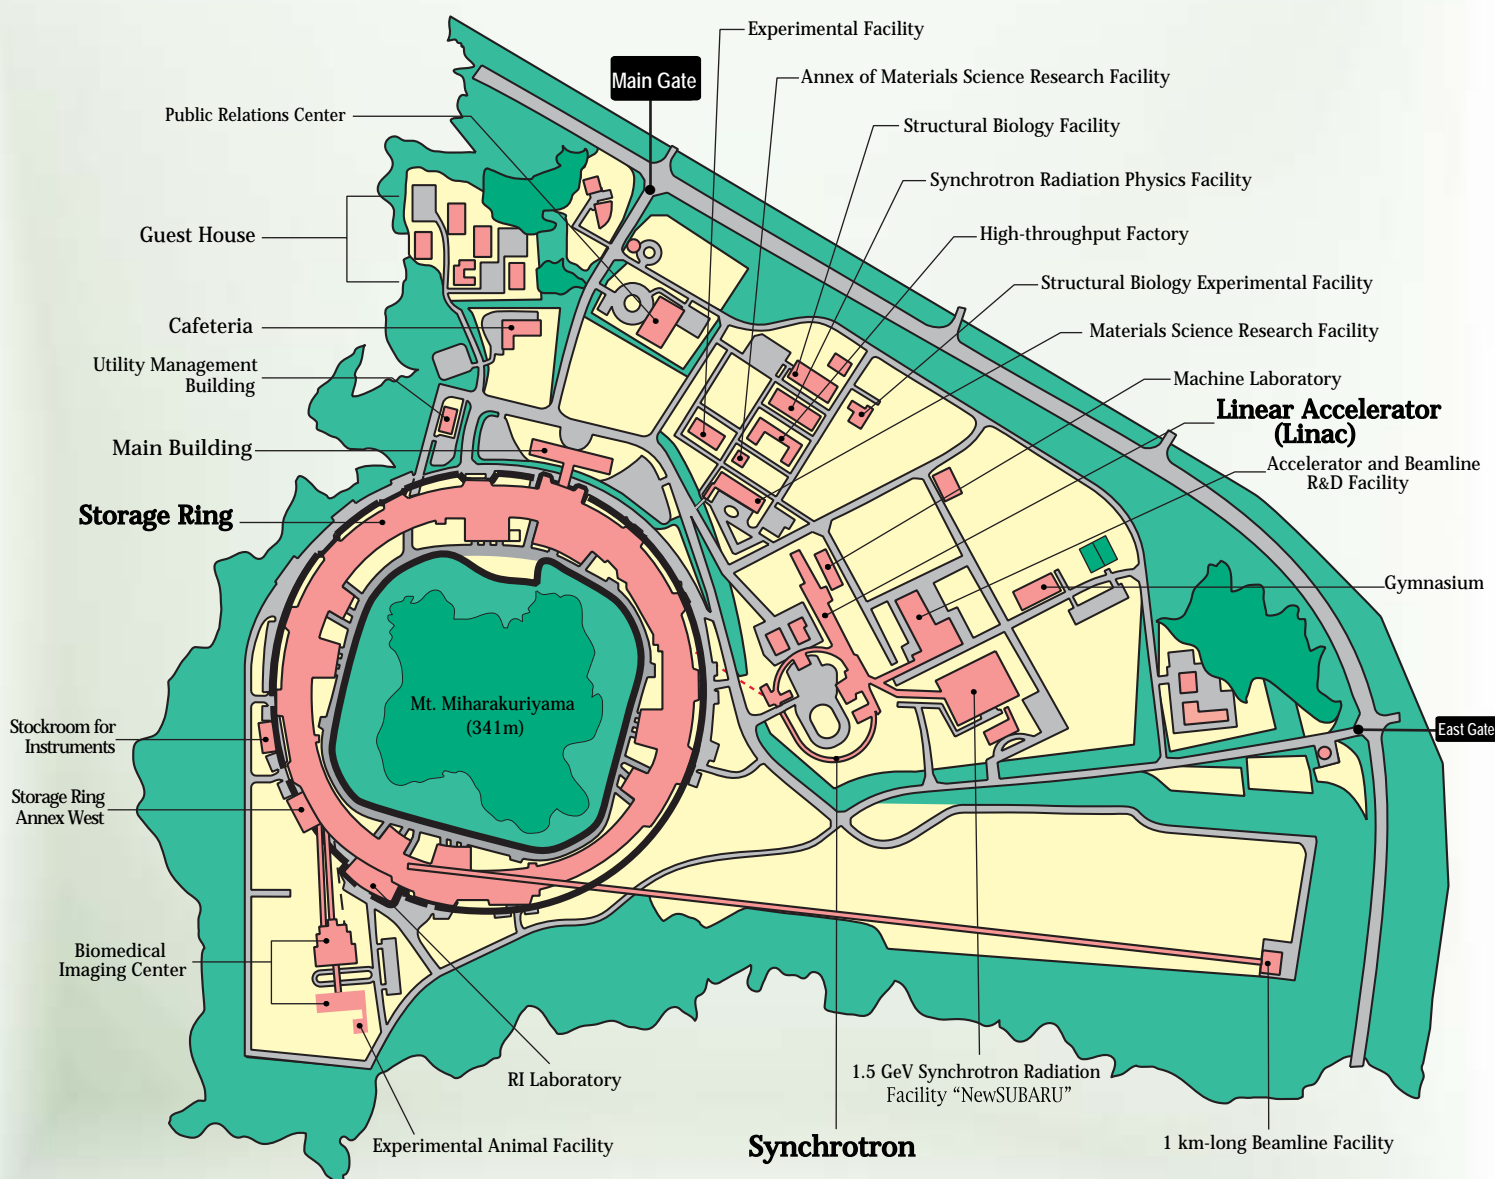 Experimental Facility
Main Gate
Annex of Materials Science Research Facility
Public Relations Center
Structural Biology Facility
Synchrotron Radiation Physics Facility
Guest House
High-throughput Factory
Structural Biology Experimental Facility
Cafeteria
Materials Science Research Facility
Utility Management
Building
Machine Laboratory
Linear Accelerator
(Linac)
Main Building
Accelerator and Beamline
R&D Facility
Storage Ring
Gymnasium
Mt. Miharakuriyama
(341m)
Stockroom for
Instruments
East Gate
Storage Ring
Annex West
Biomedical
Imaging Center
RI Laboratory
1.5 GeV Synchrotron Radiation
Facility “NewSUBARU”
Experimental Animal Facility
Synchrotron
1 km-long Beamline Facility